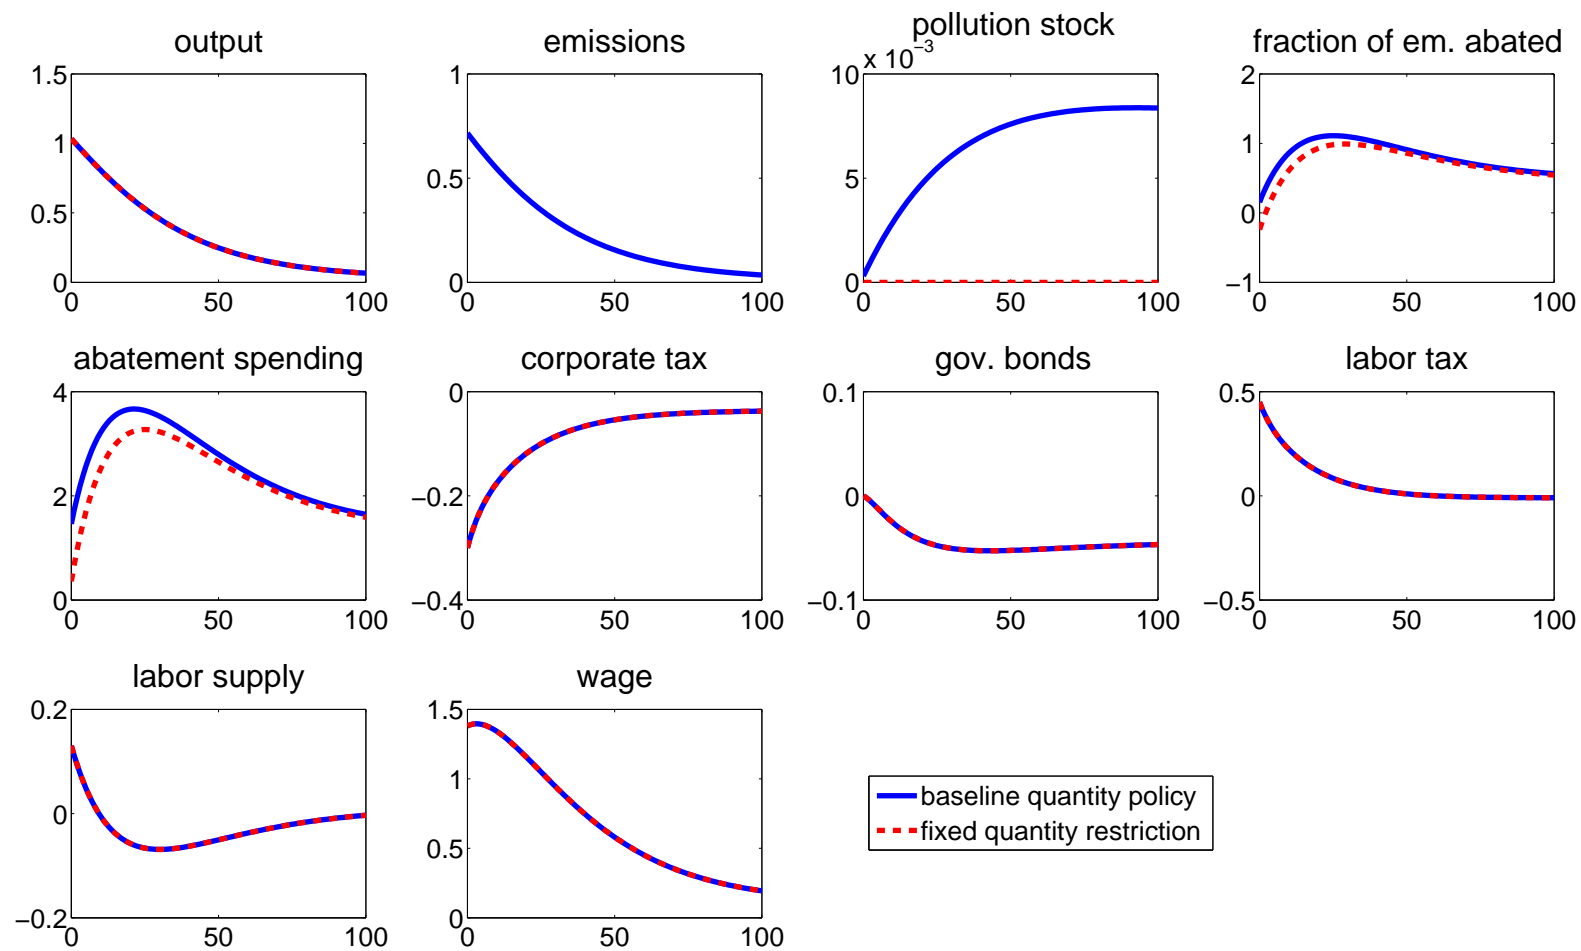 output
1.5
1
0.5
0
0 50 100
emissions
1
0.5
0
0 50 100
pollution stock
x 10−3
10
5
0
0 50 100
fraction of em. abated
2
1
0
−1
0 50 100
abatement spending
4
2
0
0 50 100
corporate tax
0
−0.2
−0.4
0 50 100
gov. bonds
0.1
0
−0.1
0 50 100
labor tax
0.5
0
−0.5
0 50 100
labor supply
0.2
0
−0.2
0 50 100
wage
1.5
1
0.5
0
0 50 100
baseline quantity policy
fixed quantity restriction